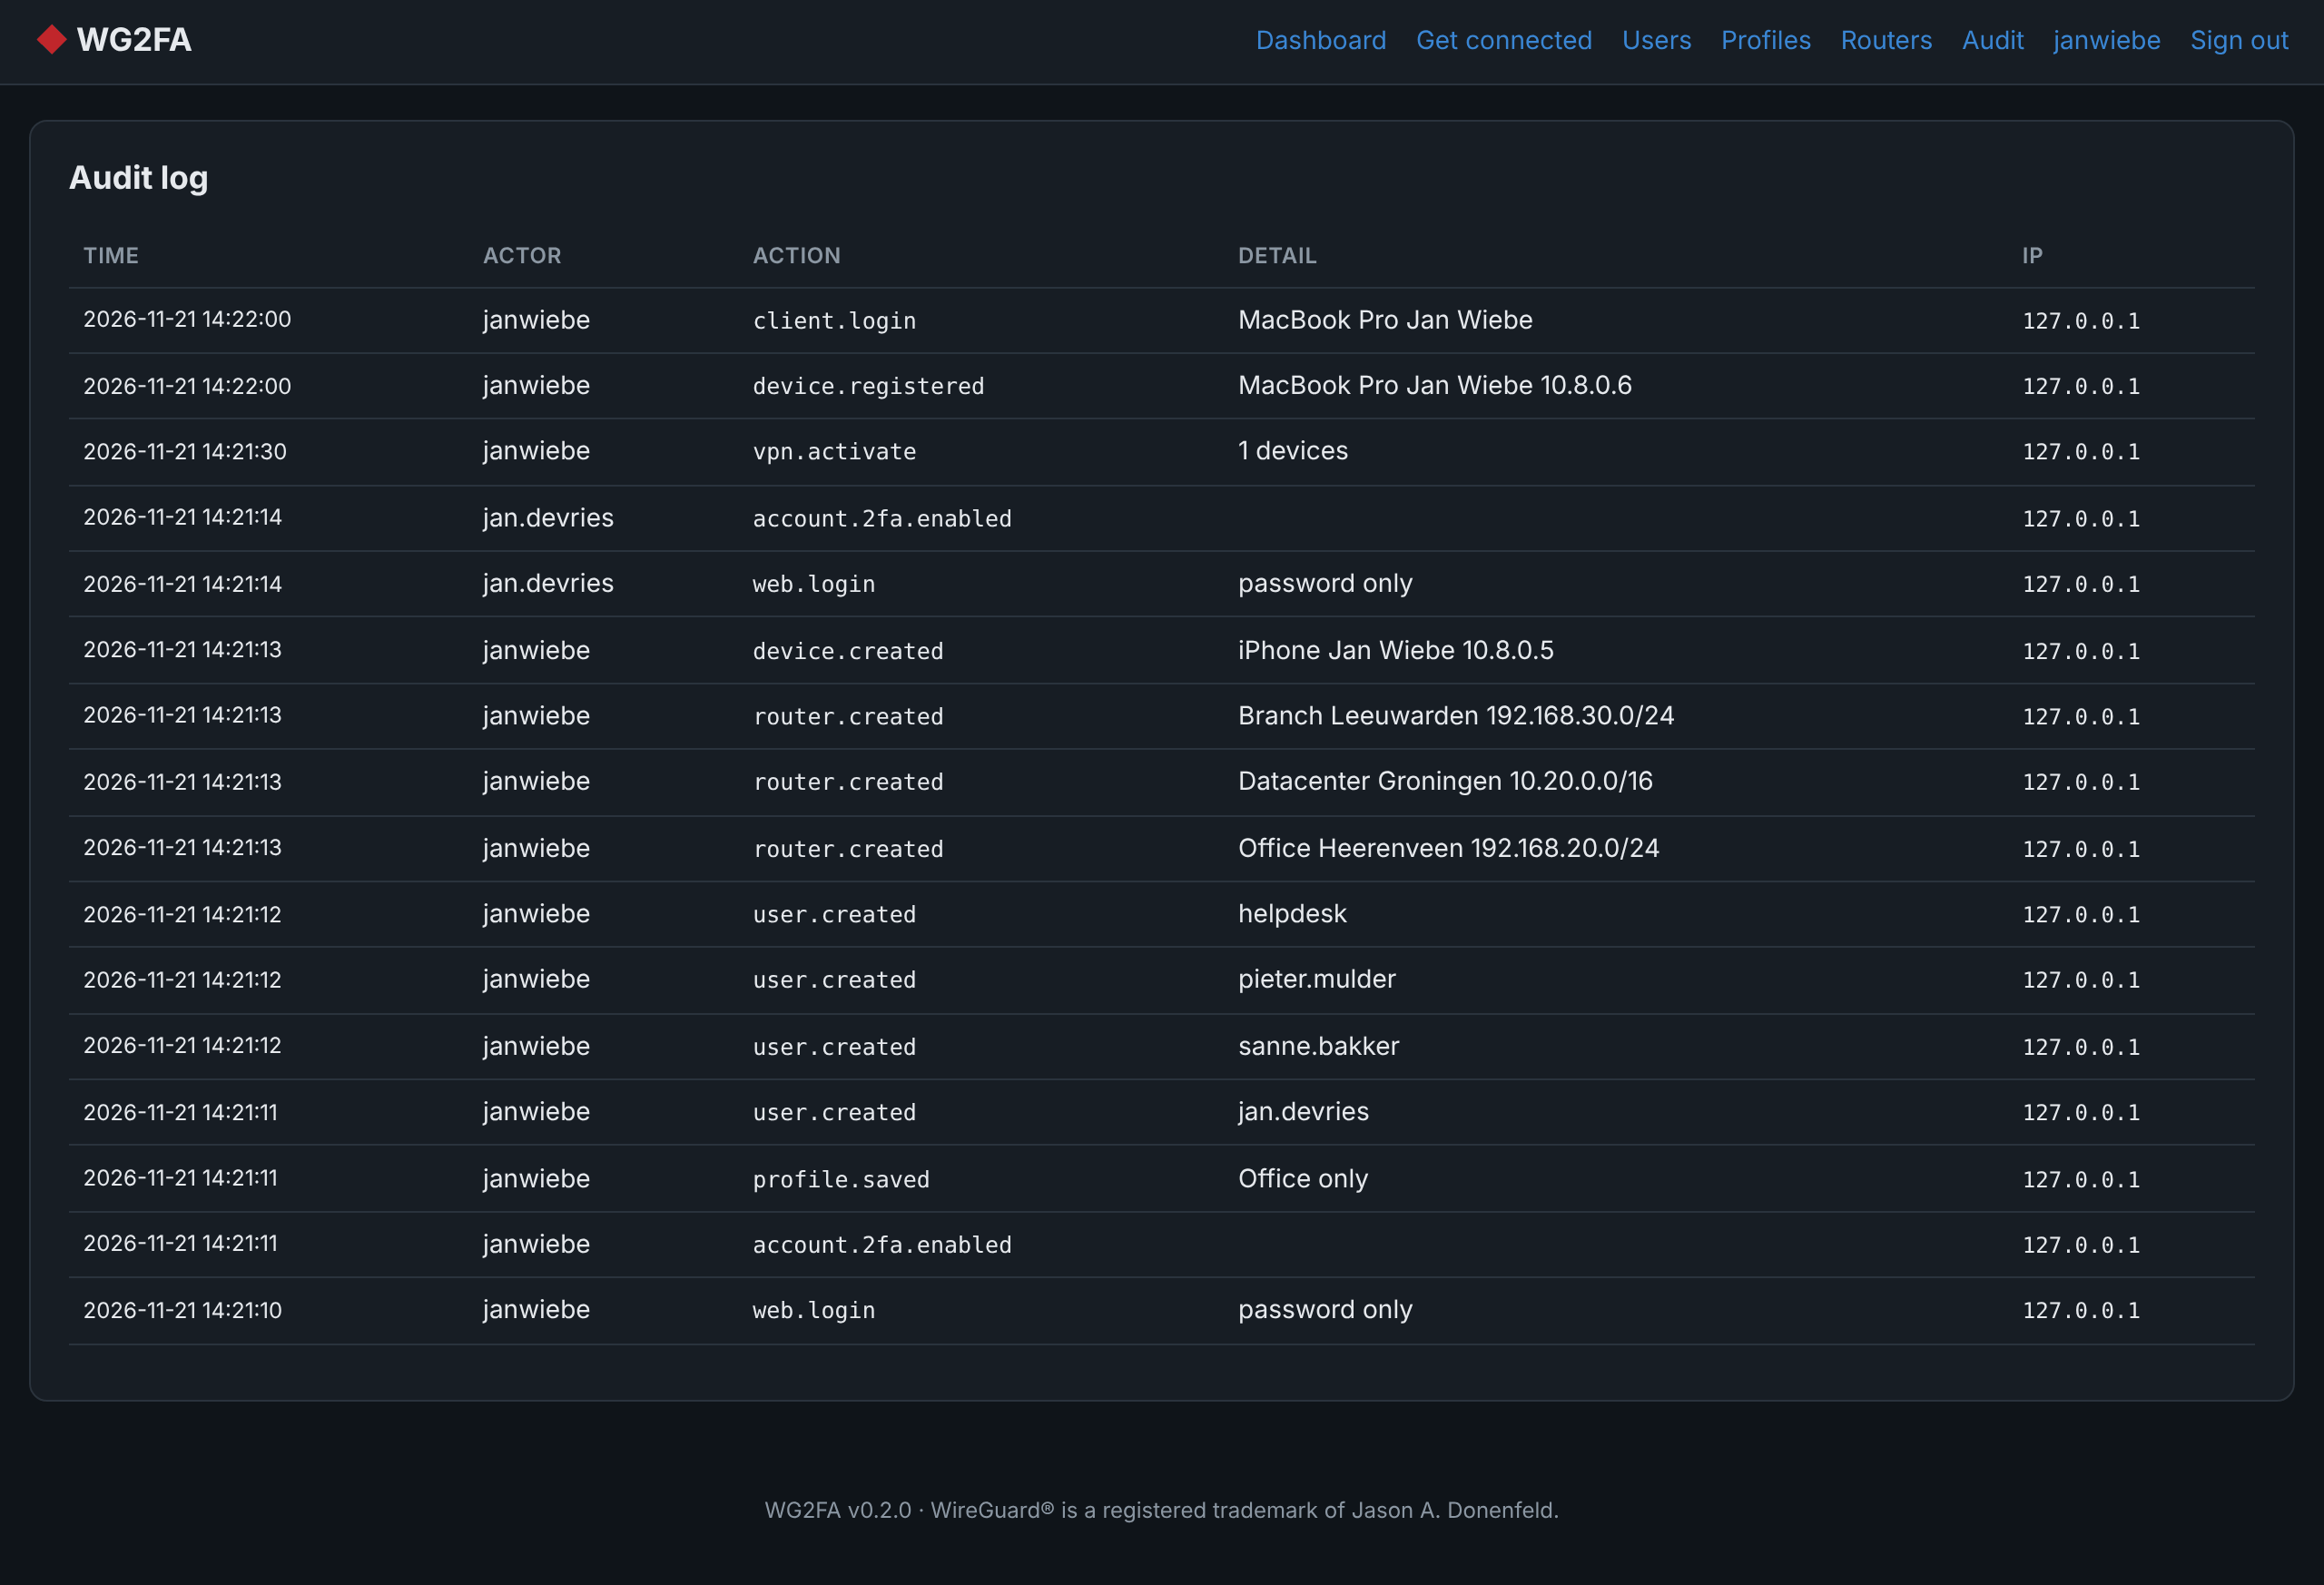 WG2FA
Dashboard Get connected Users Profiles Routers Audit janwiebe Sign out
Audit log
TIME ACTOR ACTION DETAIL IP
2026-11-21 14:22:00 janwiebe client.login MacBook Pro Jan Wiebe 127.0.0.1
2026-11-21 14:22:00 janwiebe device.registered MacBook Pro Jan Wiebe 10.8.0.6 127.0.0.1
2026-11-21 14:21:30 janwiebe vpn.activate 1 devices 127.0.0.1
2026-11-21 14:21:14 jan.devries account.2fa.enabled 127.0.0.1
2026-11-21 14:21:14 jan.devries web.login password only 127.0.0.1
2026-11-21 14:21:13 janwiebe device.created iPhone Jan Wiebe 10.8.0.5 127.0.0.1
2026-11-21 14:21:13 janwiebe router.created Branch Leeuwarden 192.168.30.0/24 127.0.0.1
2026-11-21 14:21:13 janwiebe router.created Datacenter Groningen 10.20.0.0/16 127.0.0.1
2026-11-21 14:21:13 janwiebe router.created Office Heerenveen 192.168.20.0/24 127.0.0.1
2026-11-21 14:21:12 janwiebe user.created helpdesk 127.0.0.1
2026-11-21 14:21:12 janwiebe user.created pieter.mulder 127.0.0.1
2026-11-21 14:21:12 janwiebe user.created sanne.bakker 127.0.0.1
2026-11-21 14:21:11 janwiebe user.created jan.devries 127.0.0.1
2026-11-21 14:21:11 janwiebe profile.saved Office only 127.0.0.1
2026-11-21 14:21:11 janwiebe account.2fa.enabled 127.0.0.1
2026-11-21 14:21:10 janwiebe web.login password only 127.0.0.1
WG2FA v0.2.0 · WireGuard® is a registered trademark of Jason A. Donenfeld.